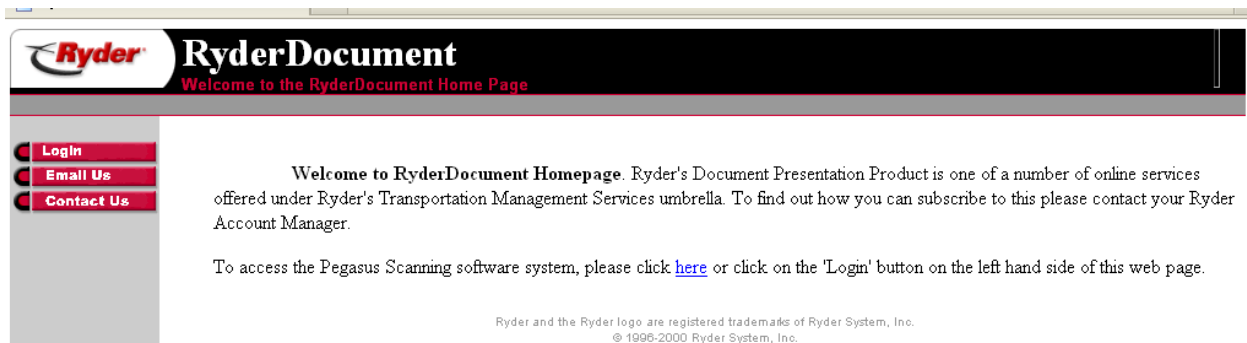 Ryder
RyderDocument
Welcome to the RyderDocument Home Page
Login
Email Us
Contact Us
Welcome to RyderDocument Homepage. Ryder's Document Presentation Product is one of a number of online services
offered under Ryder's Transportation Management Services umbrella. To find out how you can subscribe to this please contact your Ryder
Account Manager.
To access the Pegasus Scanning software system, please click here or click on the 'Login' button on the left hand side of this web page.
Ryder and the Ryder logo are registered trademarks of Ryder System, Inc.
© 1996-2000 Ryder System, Inc.